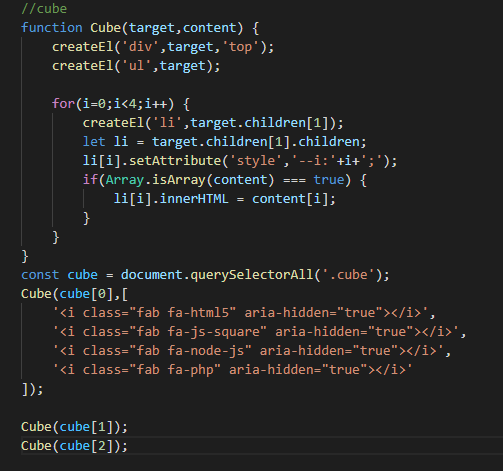 //cube
function Cube(target,content) {
    createEl('div',target,'top');
    createEl('ul',target);

    for(i=0;i<4;i++) {
        createEl('li',target.children[1]);
        let li = target.children[1].children;
        li[i].setAttribute('style','--i:'+i+';');
        if(Array.isArray(content) === true) {
            li[i].innerHTML = content[i];
        }
    }
}
const cube = document.querySelectorAll('.cube');
Cube(cube[0],[
    '<i class="fab fa-html5" aria-hidden="true"></i>',
    '<i class="fab fa-js-square" aria-hidden="true"></i>',
    '<i class="fab fa-node-js" aria-hidden="true"></i>',
    '<i class="fab fa-php" aria-hidden="true"></i>'
]);

Cube(cube[1]);
Cube(cube[2]);